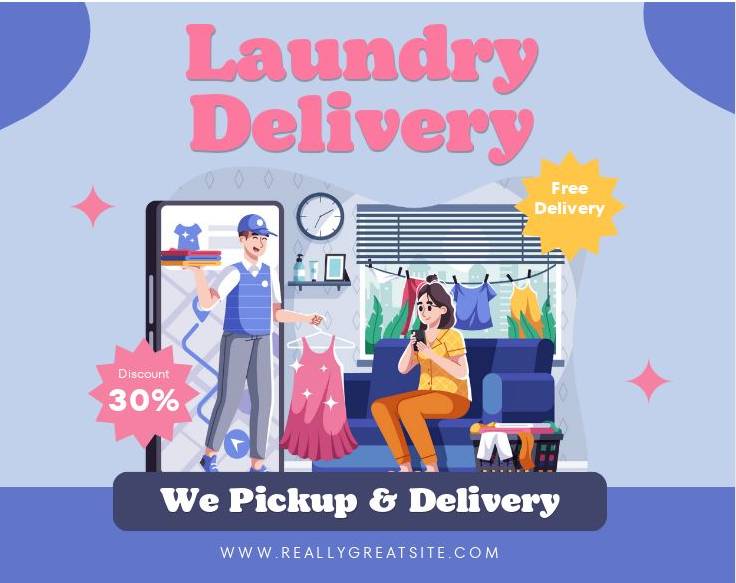 Laundry
Delivery
Free
Delivery
Discount
30%
We Pickup & Delivery
WWW.REALLYGREATSITE.COM